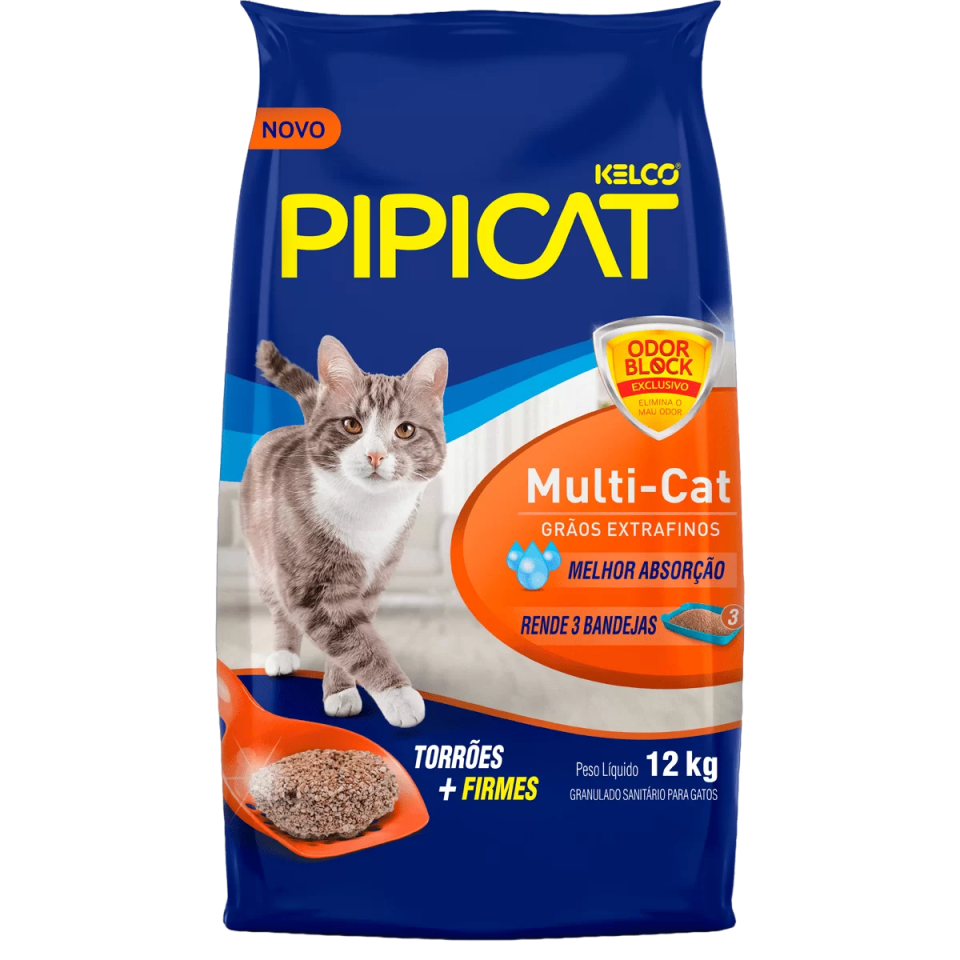 NOVO
KELCO®
PIPICAT
ODOR
BLOCK
EXCLUSIVO
ELIMINA O
MAU ODOR
Multi-Cat
GRÃOS EXTRAFINOS
MELHOR ABSORÇÃO
RENDE 3 BANDEJAS 3
TORRÕES
+ FIRMES
Peso Líquido 12 kg
GRANULADO SANITÁRIO PARA GATOS